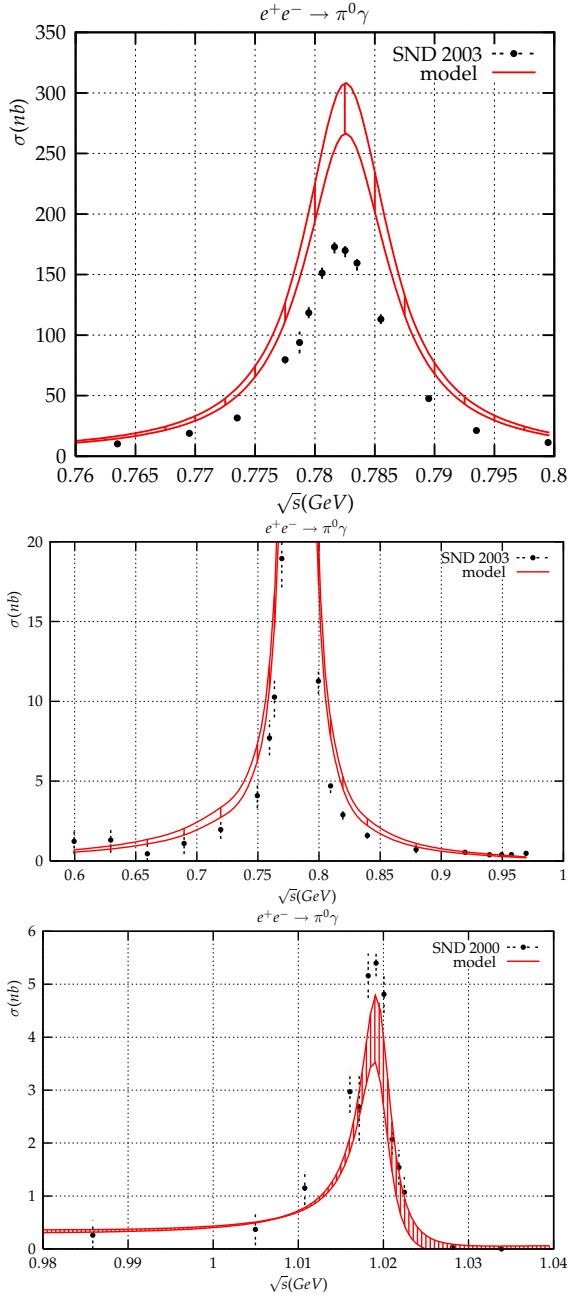 e⁺e⁻ → π⁰γ
350
300
250
200
150
100
50
0
σ(nb)
SND 2003
model
0.76 0.765 0.77 0.775 0.78 0.785 0.79 0.795 0.8
√s(GeV)
e⁺e⁻ → π⁰γ
20
15
10
5
0
σ(nb)
SND 2003
model
0.6 0.65 0.7 0.75 0.8 0.85 0.9 0.95 1
√s(GeV)
e⁺e⁻ → π⁰γ
6
5
4
3
2
1
0
σ(nb)
SND 2000
model
0.98 0.99 1 1.01 1.02 1.03 1.04
√s(GeV)